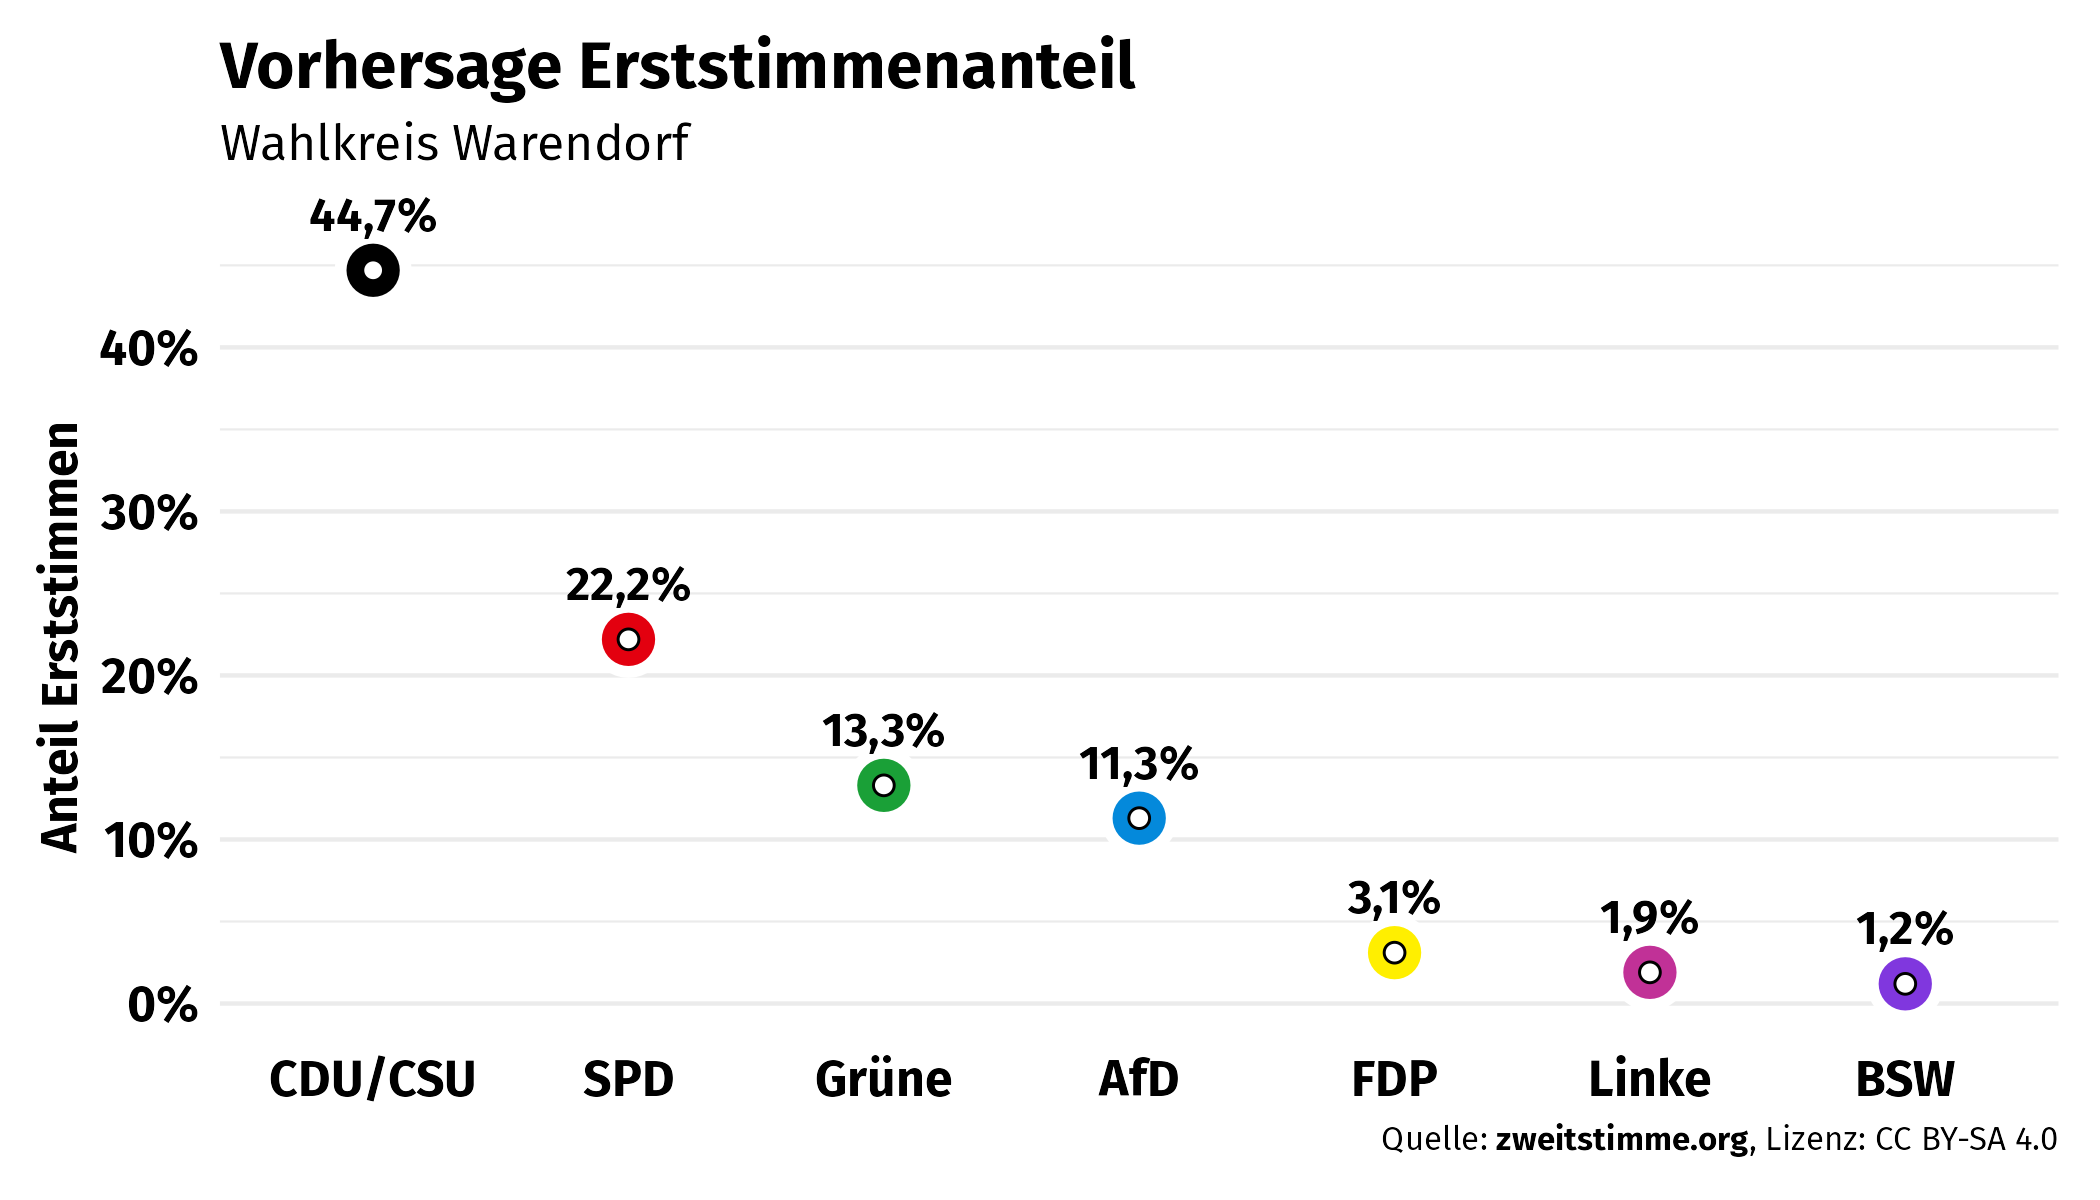 Vorhersage Erststimmenanteil
Wahlkreis Warendorf
44,7%
40%
30%
22,2%
20%
13,3%
11,3%
10%
3,1%
1,9%
1,2%
0%
Anteil Erststimmen
CDU/CSU SPD Grüne AfD FDP Linke BSW
Quelle: zweitstimme.org, Lizenz: CC BY-SA 4.0